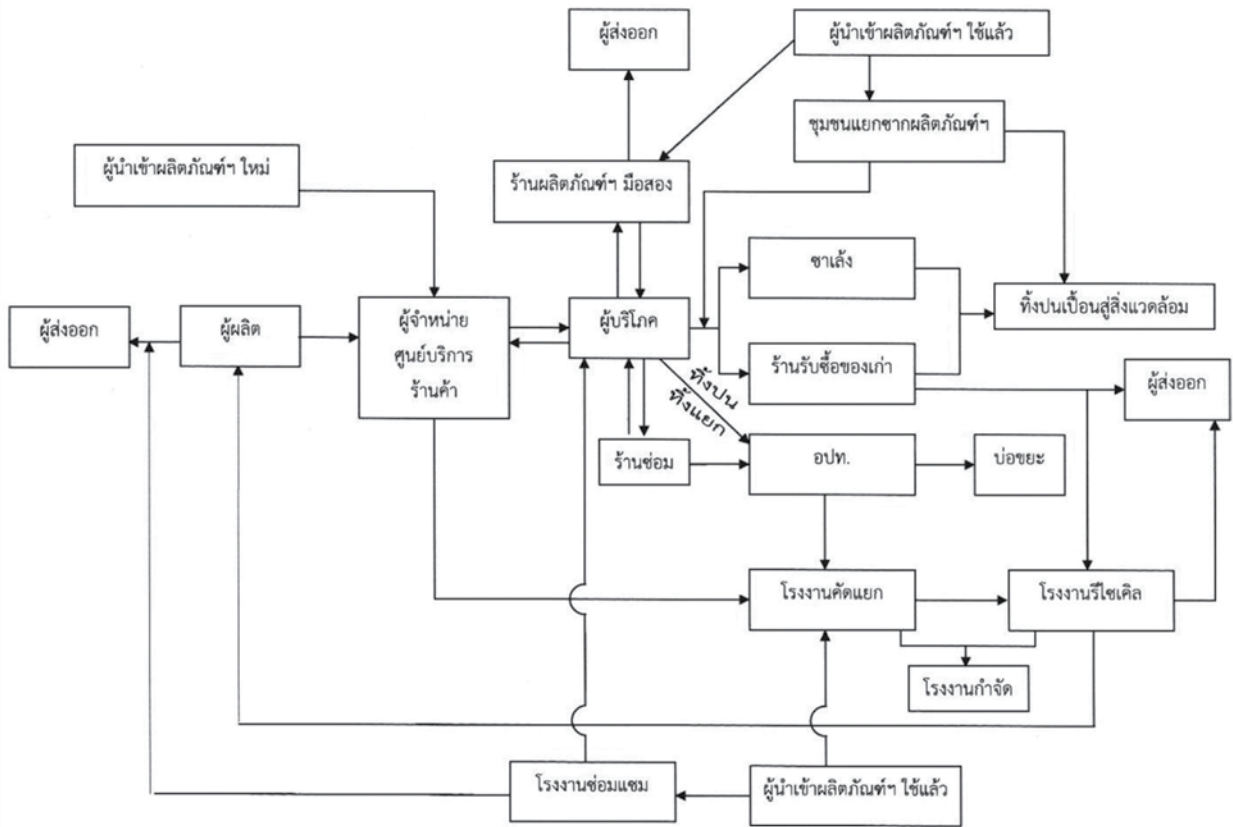 ผู้ส่งออก
ผู้นำเข้าผลิตภัณฑ์ฯ ใช้แล้ว
ชุมชนแยกซากผลิตภัณฑ์ฯ
ผู้นำเข้าผลิตภัณฑ์ฯ ใหม่
ร้านผลิตภัณฑ์ฯ มือสอง
ซาเล้ง
ทิ้งปนเปื้อนสู่สิ่งแวดล้อม
ผู้ส่งออก
ผู้ผลิต
ผู้จำหน่าย
ศูนย์บริการ
ร้านค้า
ผู้บริโภค
ร้านรับซื้อของเก่า
ผู้ส่งออก
ทิ้งปน
ทิ้งแยก
ร้านซ่อม
อปท.
บ่อขยะ
โรงงานคัดแยก
โรงงานรีไซเคิล
โรงงานกำจัด
โรงงานซ่อมแซม
ผู้นำเข้าผลิตภัณฑ์ฯ ใช้แล้ว